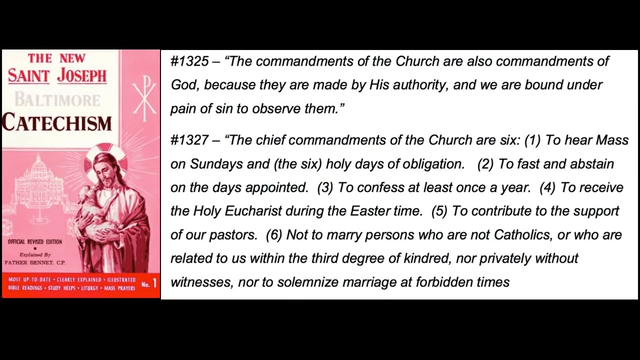 THE NEW
SAINT JOSEPH
BALTIMORE
CATECHISM
OFFICIAL REVISED EDITION
Explained By
FATHER BENNET, C.P.
MOST UP-TO-DATE • CLEARLY EXPLAINED • ILLUSTRATED
BIBLE READINGS • STUDY HELPS • LITURGY • MASS PRAYERS
No. 1
#1325 – “The commandments of the Church are also commandments of
God, because they are made by His authority, and we are bound under
pain of sin to observe them.”
#1327 – “The chief commandments of the Church are six: (1) To hear Mass
on Sundays and (the six) holy days of obligation. (2) To fast and abstain
on the days appointed. (3) To confess at least once a year. (4) To receive
the Holy Eucharist during the Easter time. (5) To contribute to the support
of our pastors. (6) Not to marry persons who are not Catholics, or who are
related to us within the third degree of kindred, nor privately without
witnesses, nor to solemnize marriage at forbidden times